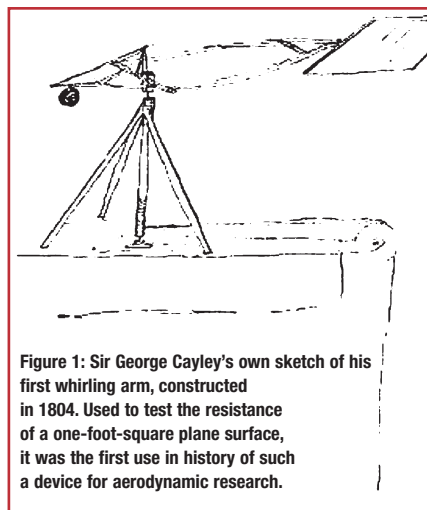 Figure 1: Sir George Cayley’s own sketch of his
first whirling arm, constructed
in 1804. Used to test the resistance
of a one-foot-square plane surface,
it was the first use in history of such
a device for aerodynamic research.